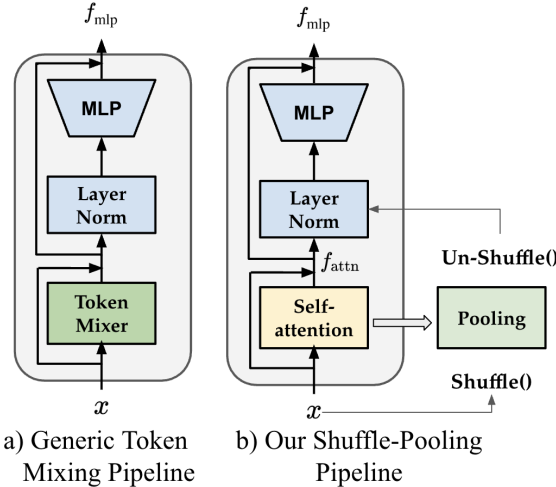 f_mlp
MLP
Layer
Norm
Token
Mixer
x
a) Generic Token
Mixing Pipeline
f_mlp
MLP
Layer
Norm
f_attn
Self-
attention
x
Un-Shuffle()
Pooling
Shuffle()
b) Our Shuffle-Pooling
Pipeline